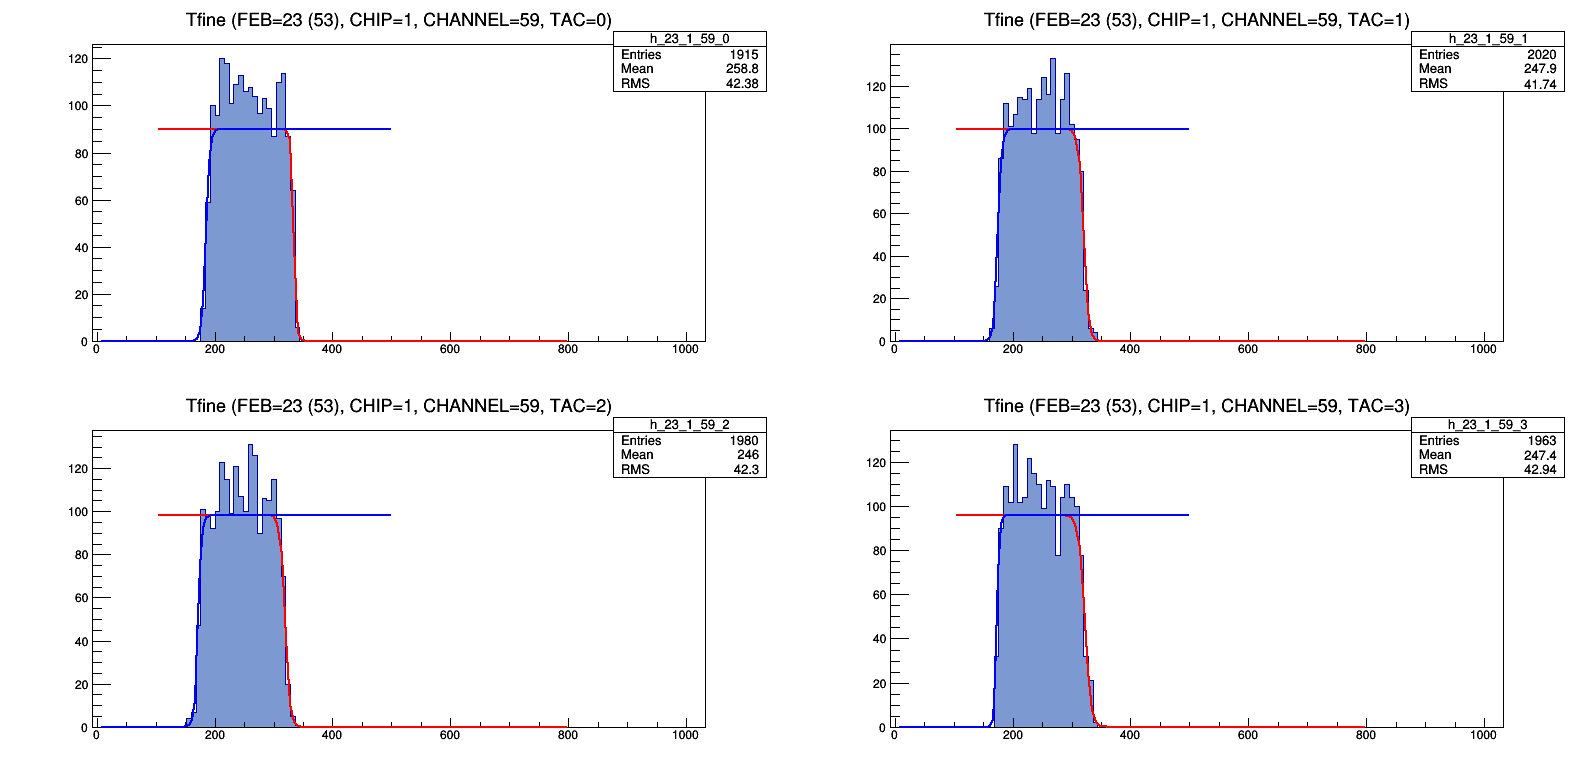 Tfine (FEB=23 (53), CHIP=1, CHANNEL=59, TAC=0)
h_23_1_59_0
Entries 1915
Mean 258.8
RMS 42.38
120
100
80
60
40
20
0
0 200 400 600 800 1000
Tfine (FEB=23 (53), CHIP=1, CHANNEL=59, TAC=1)
h_23_1_59_1
Entries 2020
Mean 247.9
RMS 41.74
120
100
80
60
40
20
0
0 200 400 600 800 1000
Tfine (FEB=23 (53), CHIP=1, CHANNEL=59, TAC=2)
h_23_1_59_2
Entries 1980
Mean 246
RMS 42.3
120
100
80
60
40
20
0
0 200 400 600 800 1000
Tfine (FEB=23 (53), CHIP=1, CHANNEL=59, TAC=3)
h_23_1_59_3
Entries 1963
Mean 247.4
RMS 42.94
120
100
80
60
40
20
0
0 200 400 600 800 1000